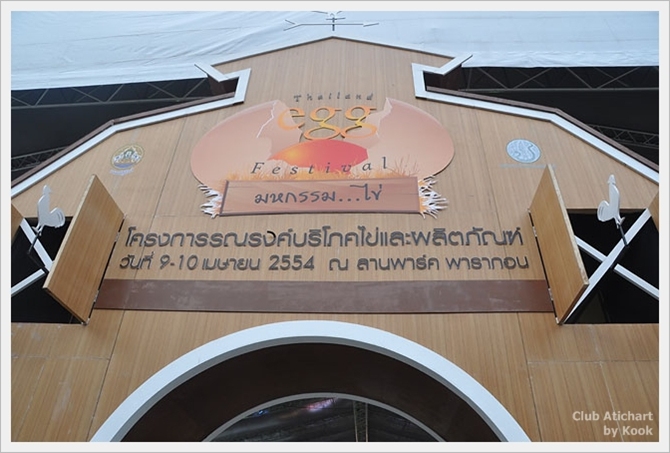 Thailand
egg
Festival
มหกรรม...ไข่
โครงการรณรงค์บริโภคไข่และผลิตภัณฑ์
วันที่ 9-10 เมษายน 2554 ณ ลานพาร์ค พารากอน
Club Atichart
by Kook